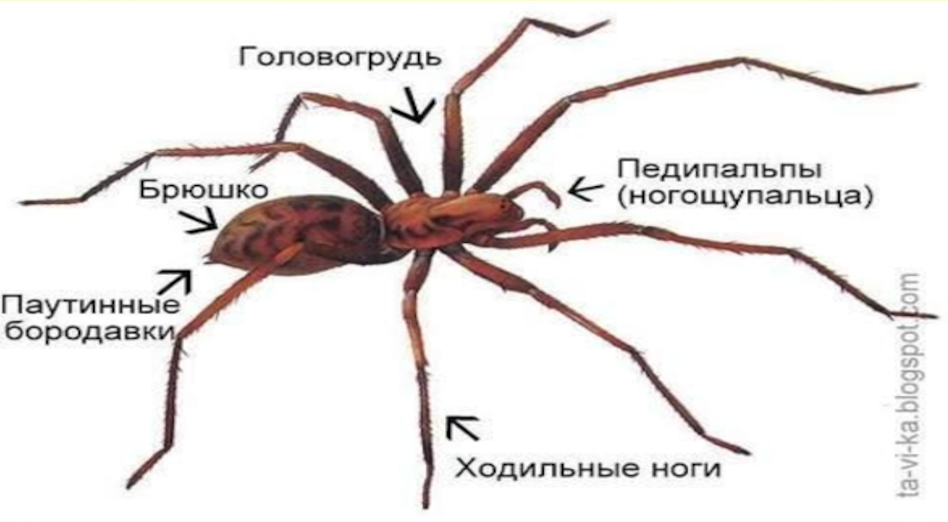 Головогрудь
Педипальпы
(ногощупальца)
Брюшко
Паутинные
бородавки
Ходильные ноги
ta-vi-ka.blogspot.com